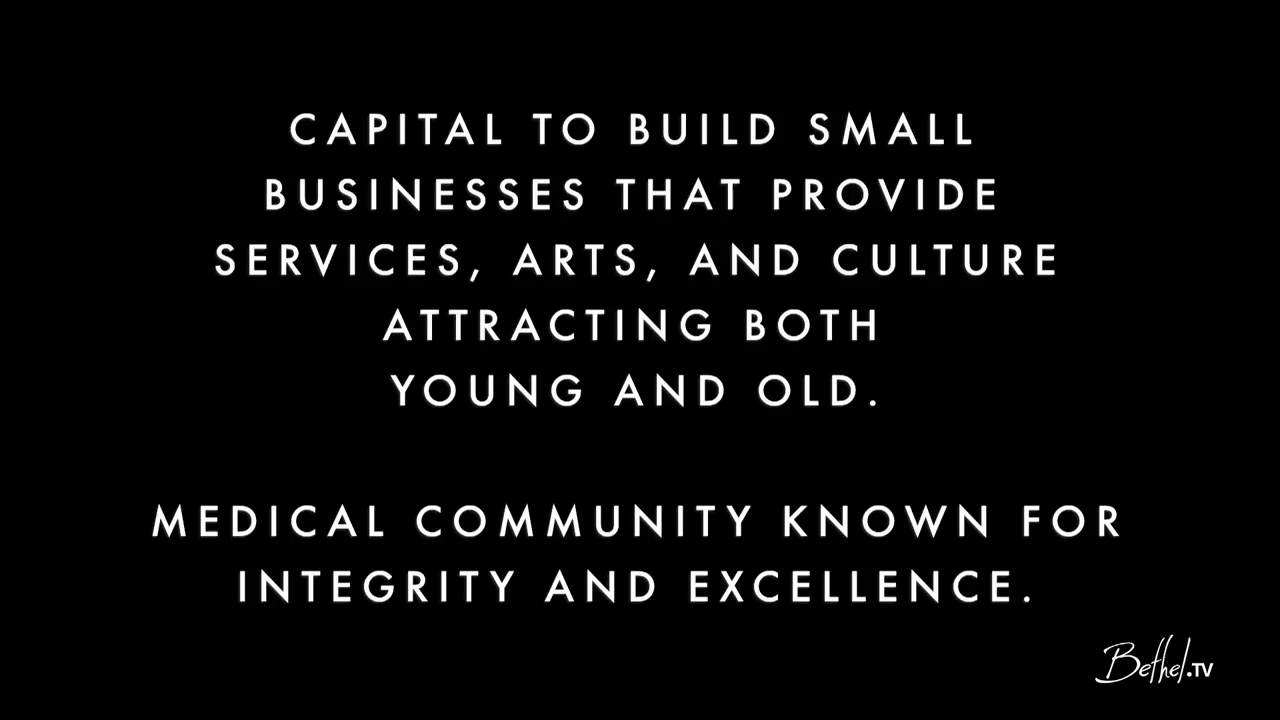 CAPITAL TO BUILD SMALL
BUSINESSES THAT PROVIDE
SERVICES, ARTS, AND CULTURE
ATTRACTING BOTH
YOUNG AND OLD.
MEDICAL COMMUNITY KNOWN FOR
INTEGRITY AND EXCELLENCE.
Bethel.TV